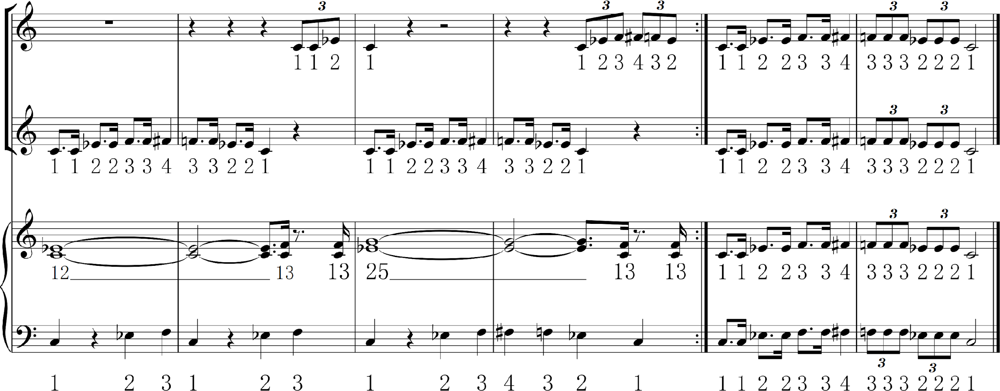 3 3 3 3 3
1 1 2 1 1 2 3 4 3 2 1 1 2 2 3 3 4 3 3 3 2 2 2 1
3 3
1 1 2 2 3 3 4 3 3 2 2 1 1 1 2 2 3 3 4 3 3 2 2 1 1 1 2 2 3 3 4 3 3 3 2 2 2 1
3 3
12 13 13 25 13 13 1 1 2 2 3 3 4 3 3 3 2 2 2 1
3 3
1 2 3 1 2 3 1 2 3 4 3 2 1 1 1 2 2 3 3 4 3 3 3 2 2 2 1